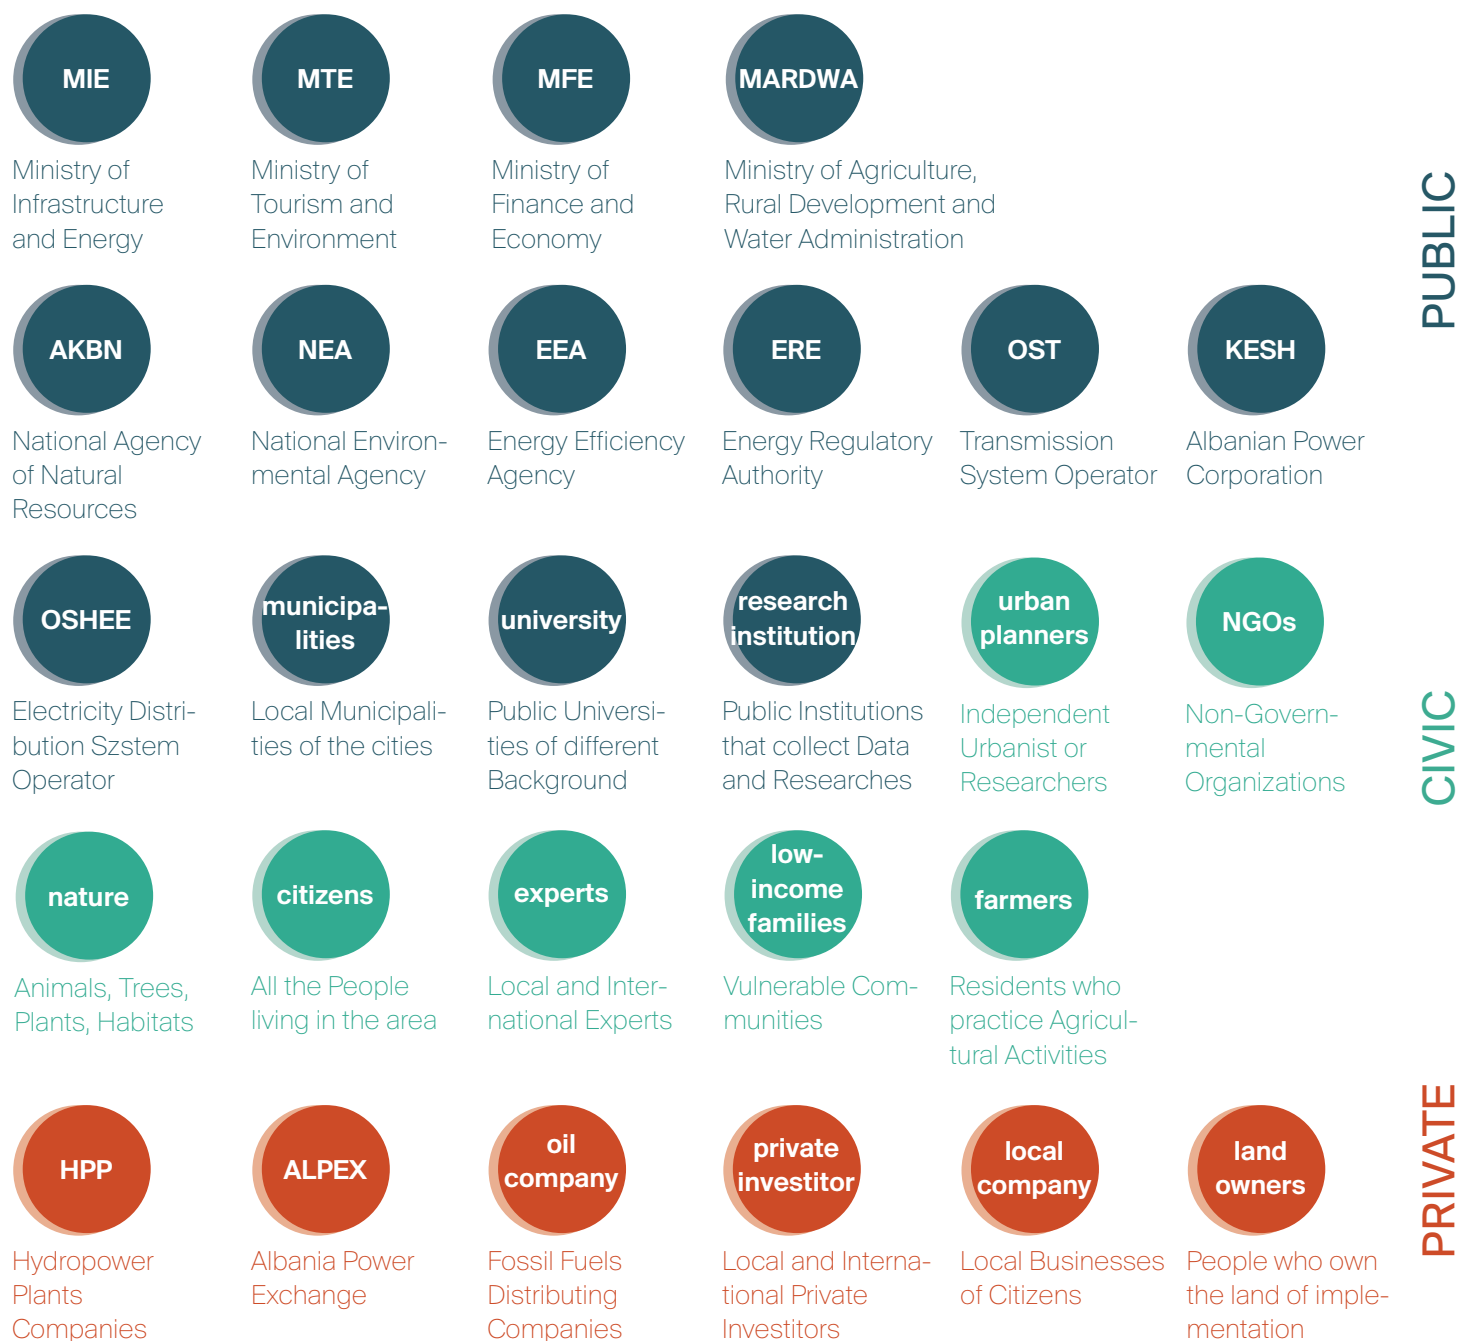 MIE
Ministry of
Infrastructure
and Energy
MTE
Ministry of
Tourism and
Environment
MFE
Ministry of
Finance and
Economy
MARDWA
Ministry of Agriculture,
Rural Development and
Water Administration
PUBLIC
AKBN
National Agency
of Natural
Resources
NEA
National Environ-
mental Agency
EEA
Energy Efficiency
Agency
ERE
Energy Regulatory
Authority
OST
Transmission
System Operator
KESH
Albanian Power
Corporation
OSHEE
Electricity Distri-
bution Szstem
Operator
municipa-
lities
Local Municipali-
ties of the cities
university
Public Universi-
ties of different
Background
research
institution
Public Institutions
that collect Data
and Researches
urban
planners
Independent
Urbanist or
Researchers
NGOs
Non-Govern-
mental
Organizations
CIVIC
nature
Animals, Trees,
Plants, Habitats
citizens
All the People
living in the area
experts
Local and Inter-
national Experts
low-
income
families
Vulnerable Com-
munities
farmers
Residents who
practice Agricul-
tural Activities
HPP
Hydropower
Plants
Companies
ALPEX
Albania Power
Exchange
oil
company
Fossil Fuels
Distributing
Companies
private
investitor
Local and Interna-
tional Private
Investitors
local
company
Local Businesses
of Citizens
land
owners
People who own
the land of imple-
mentation
PRIVATE